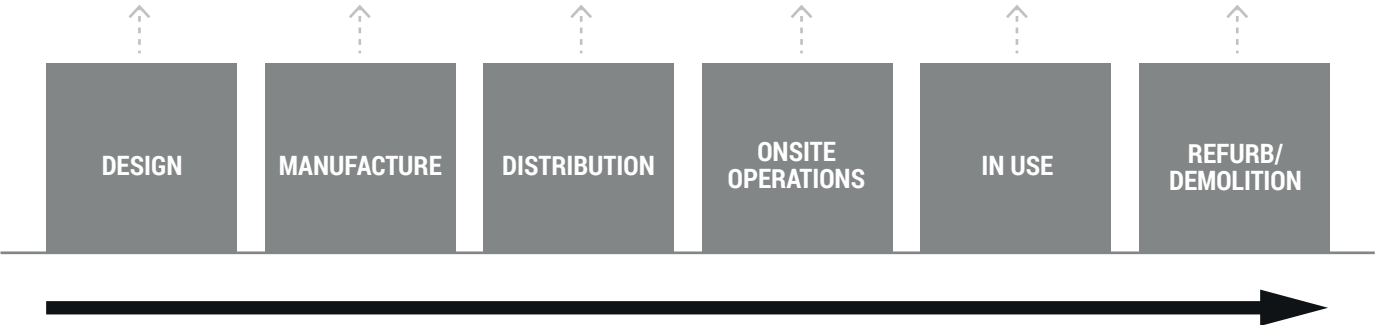 DESIGN
MANUFACTURE
DISTRIBUTION
ONSITE
OPERATIONS
IN USE
REFURB/
DEMOLITION